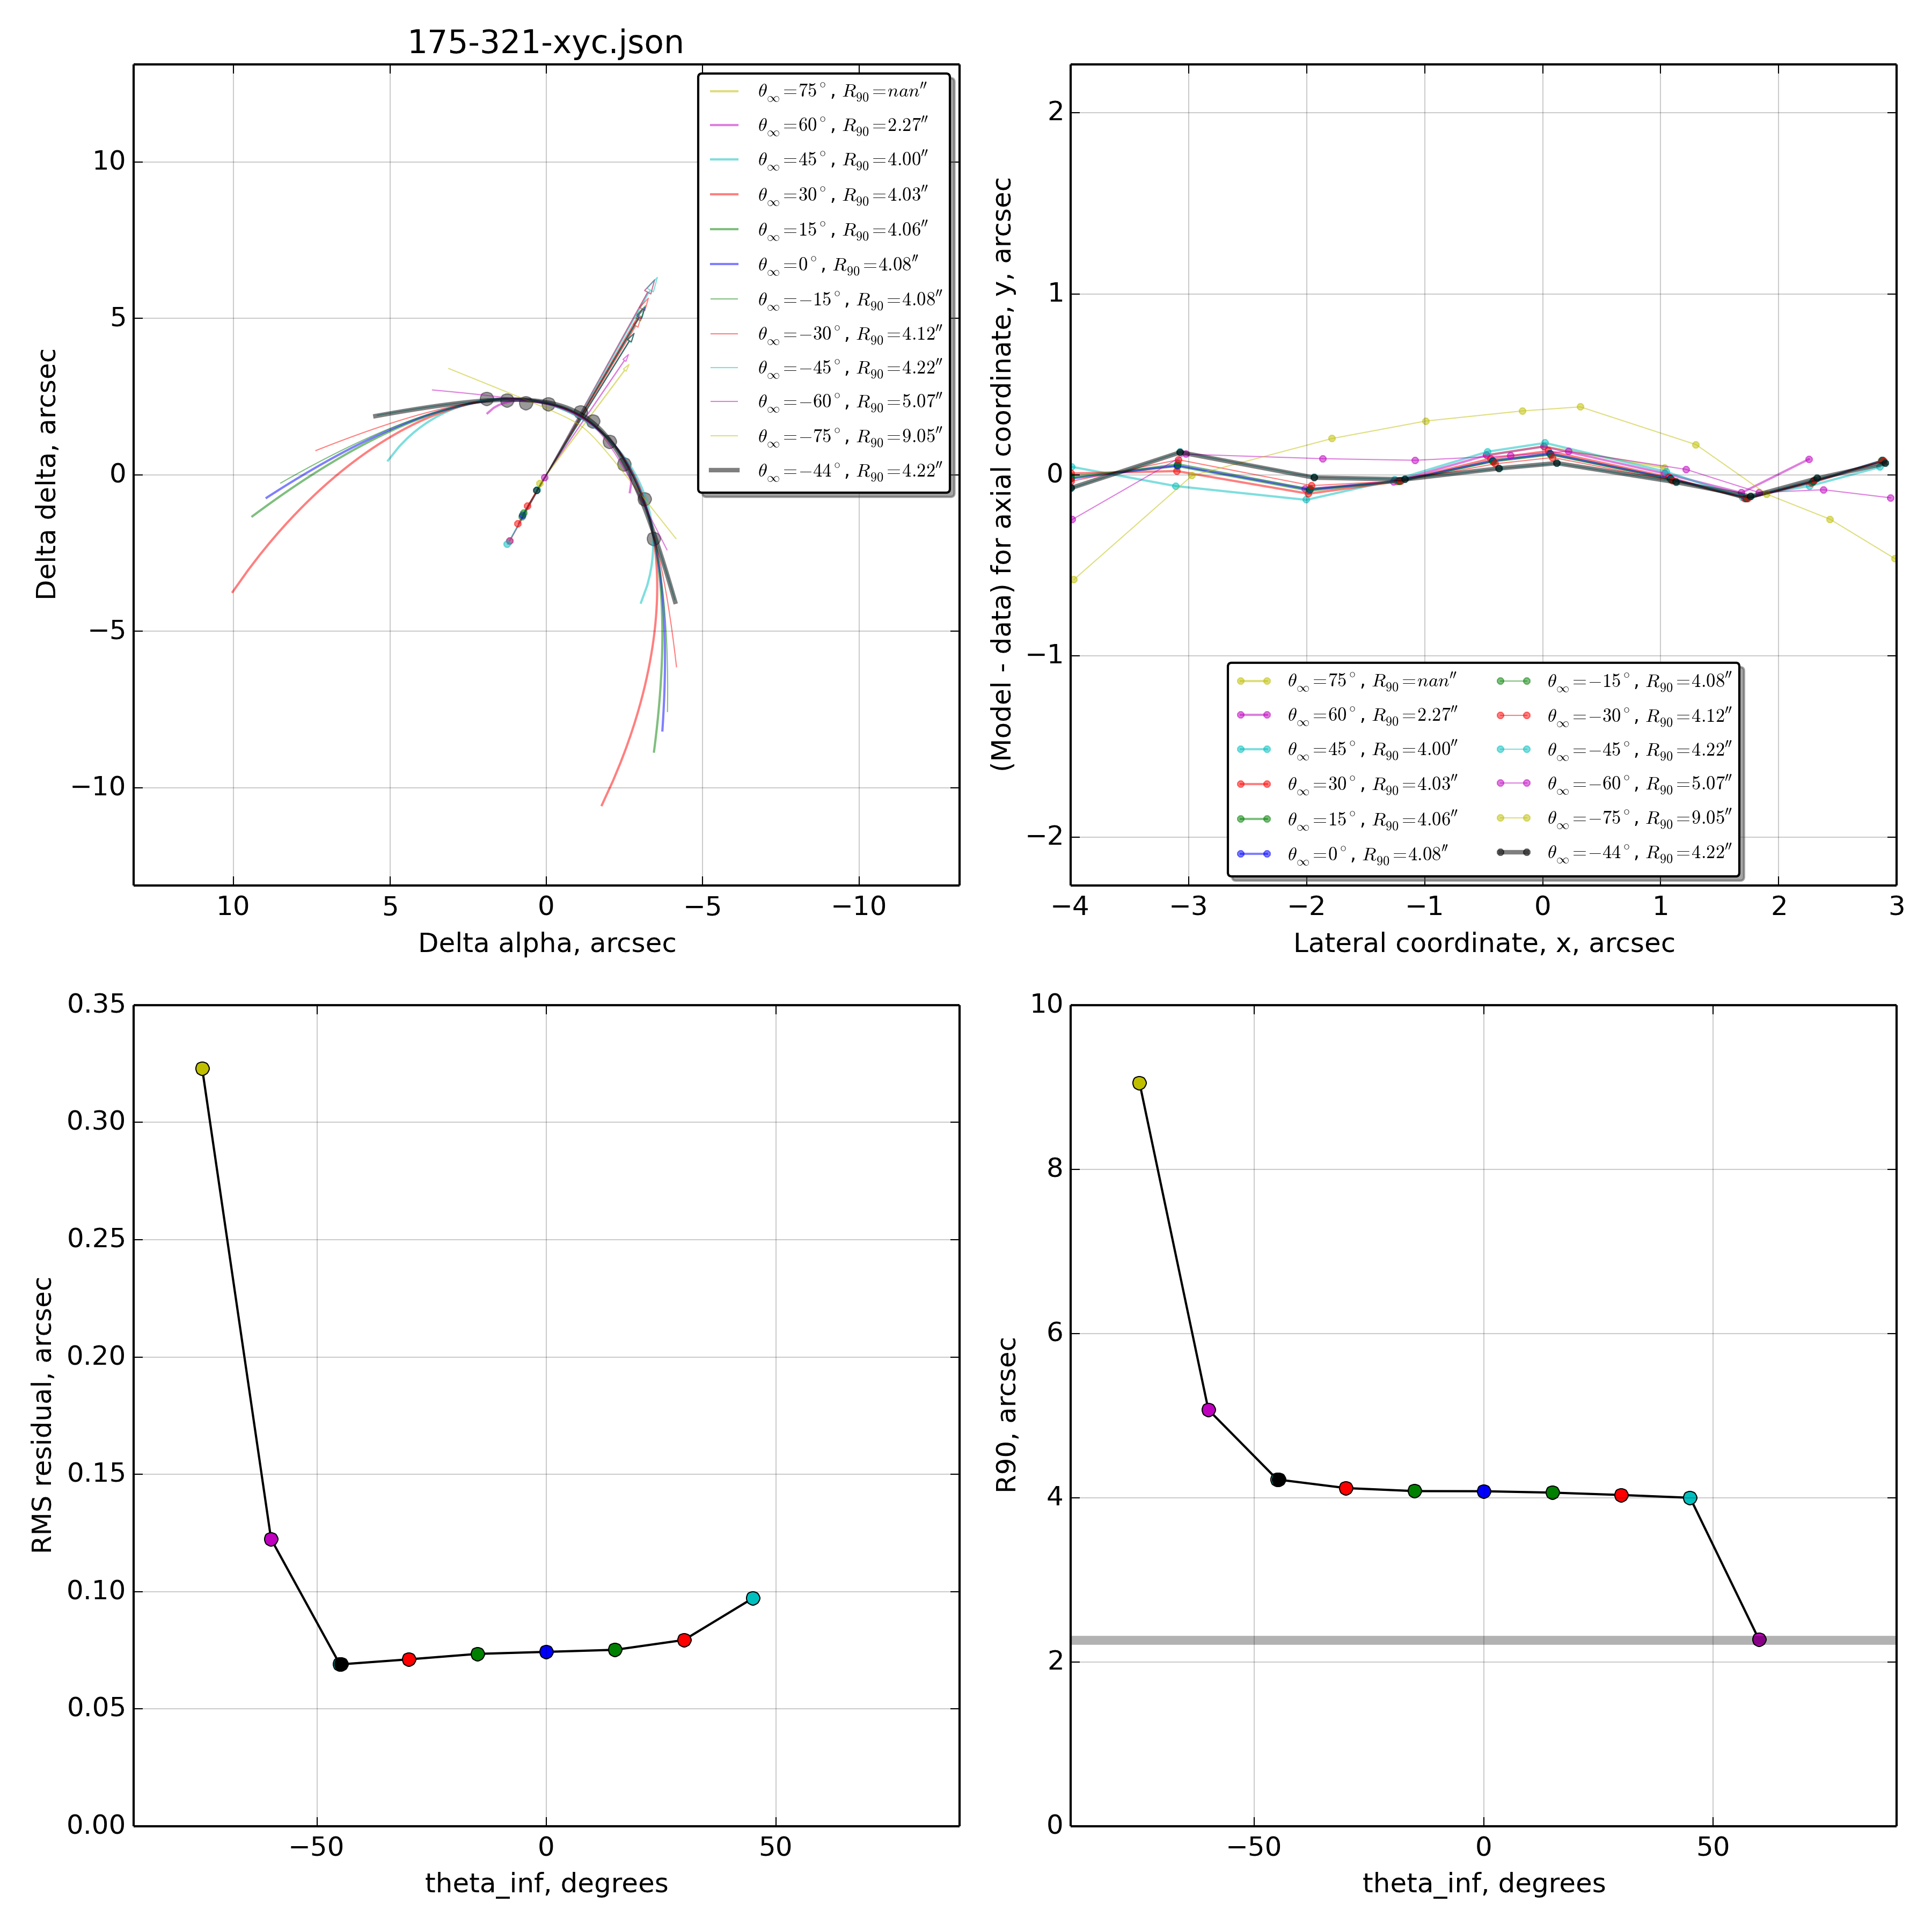 175-321-xyc.json
Delta delta, arcsec
10
5
0
−5
−10
θ∞=75°, R90=nan″
θ∞=60°, R90=2.27″
θ∞=45°, R90=4.00″
θ∞=30°, R90=4.03″
θ∞=15°, R90=4.06″
θ∞=0°, R90=4.08″
θ∞=−15°, R90=4.08″
θ∞=−30°, R90=4.12″
θ∞=−45°, R90=4.22″
θ∞=−60°, R90=5.07″
θ∞=−75°, R90=9.05″
θ∞=−44°, R90=4.22″
10 5 0 −5 −10
Delta alpha, arcsec
(Model - data) for axial coordinate, y, arcsec
2
1
0
−1
−2
θ∞=75°, R90=nan″
θ∞=60°, R90=2.27″
θ∞=45°, R90=4.00″
θ∞=30°, R90=4.03″
θ∞=15°, R90=4.06″
θ∞=0°, R90=4.08″
θ∞=−15°, R90=4.08″
θ∞=−30°, R90=4.12″
θ∞=−45°, R90=4.22″
θ∞=−60°, R90=5.07″
θ∞=−75°, R90=9.05″
θ∞=−44°, R90=4.22″
−4 −3 −2 −1 0 1 2 3
Lateral coordinate, x, arcsec
RMS residual, arcsec
0.35
0.30
0.25
0.20
0.15
0.10
0.05
0.00
−50 0 50
theta_inf, degrees
R90, arcsec
10
8
6
4
2
0
−50 0 50
theta_inf, degrees